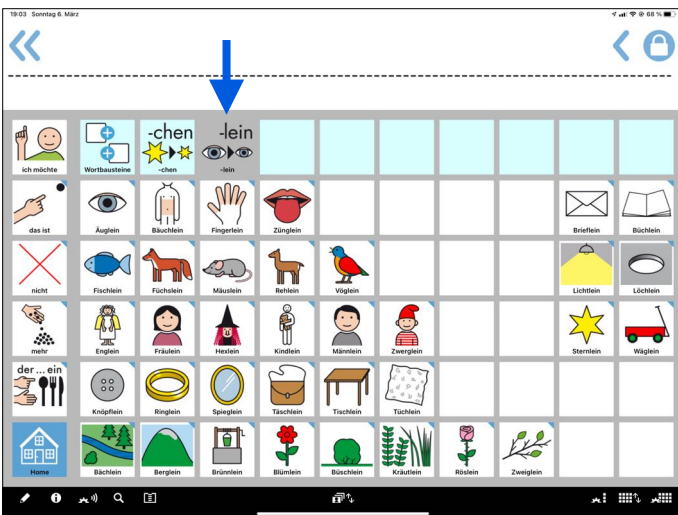 19:03 Sonntag 6. März
68 %
-chen
-lein
ich möchte
Wortbausteine
-chen
-lein
das ist
Äuglein
Bäuchlein
Fingerlein
Zünglein
Brieflein
Büchlein
nicht
Fischlein
Füchslein
Mäuslein
Rehlein
Vöglein
Lichtlein
Löchlein
mehr
Englein
Fräulein
Hexlein
Kindlein
Männlein
Zwerglein
Sternlein
Wäglein
der ... ein
Knöpflein
Ringlein
Spieglein
Täschlein
Tischlein
Tüchlein
Home
Bächlein
Berglein
Brünnlein
Blümlein
Büschlein
Kräutlein
Röslein
Zweiglein